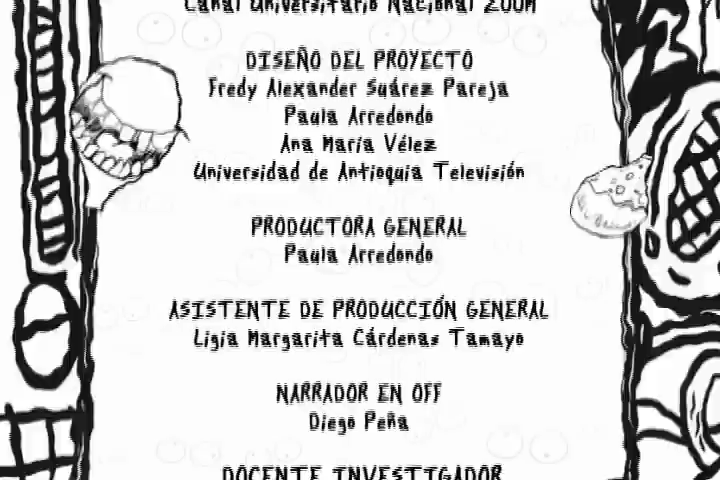 Canal Universitario Nacional ZOOM
DISEÑO DEL PROYECTO
Fredy Alexander Suárez Pareja
Paula Arredondo
Ana María Vélez
Universidad de Antioquia Televisión
PRODUCTORA GENERAL
Paula Arredondo
ASISTENTE DE PRODUCCIÓN GENERAL
Ligia Margarita Cárdenas Tamayo
NARRADOR EN OFF
Diego Peña
DOCENTE INVESTIGADOR